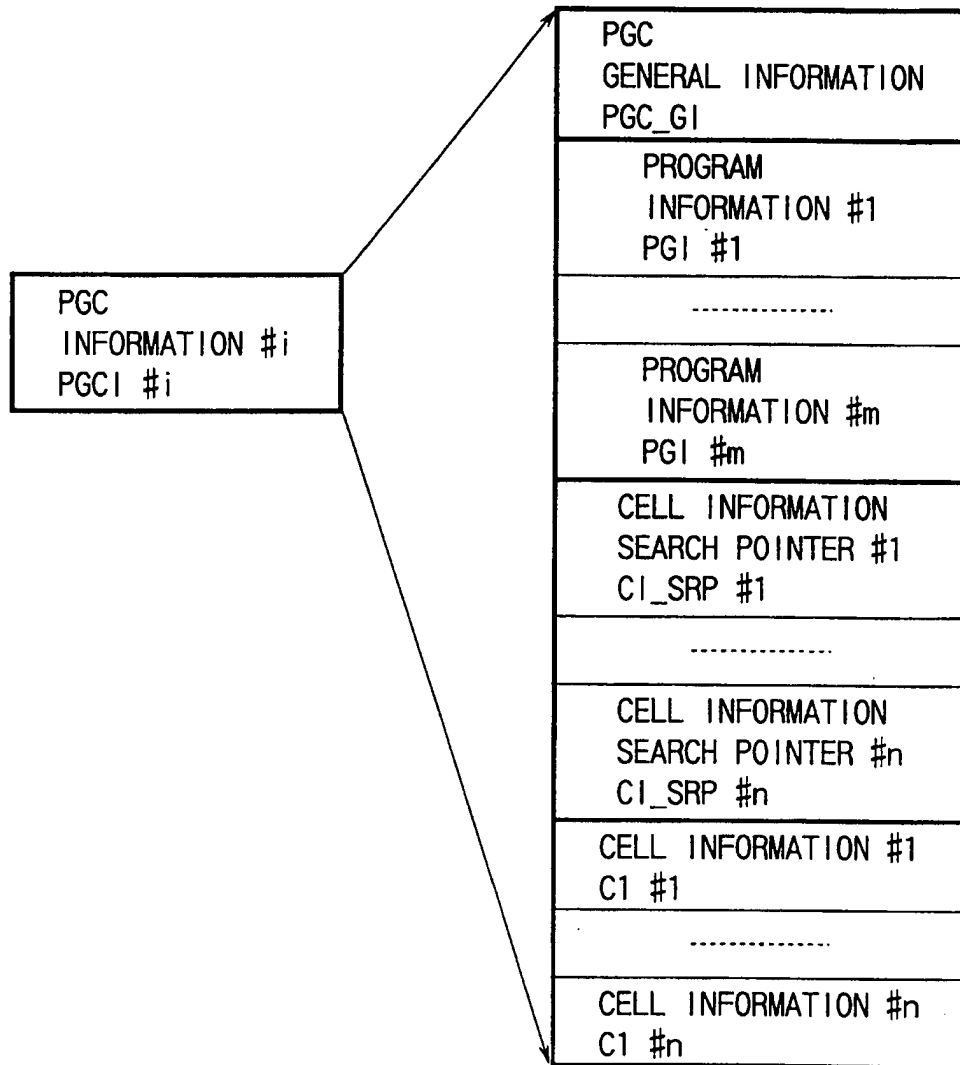 PGC
GENERAL INFORMATION
PGC_GI
PROGRAM
INFORMATION #1
PGI #1
PGC
INFORMATION #i
PGCI #i
PROGRAM
INFORMATION #m
PGI #m
CELL INFORMATION
SEARCH POINTER #1
CI_SRP #1
CELL INFORMATION
SEARCH POINTER #n
CI_SRP #n
CELL INFORMATION #1
C1 #1
CELL INFORMATION #n
C1 #n